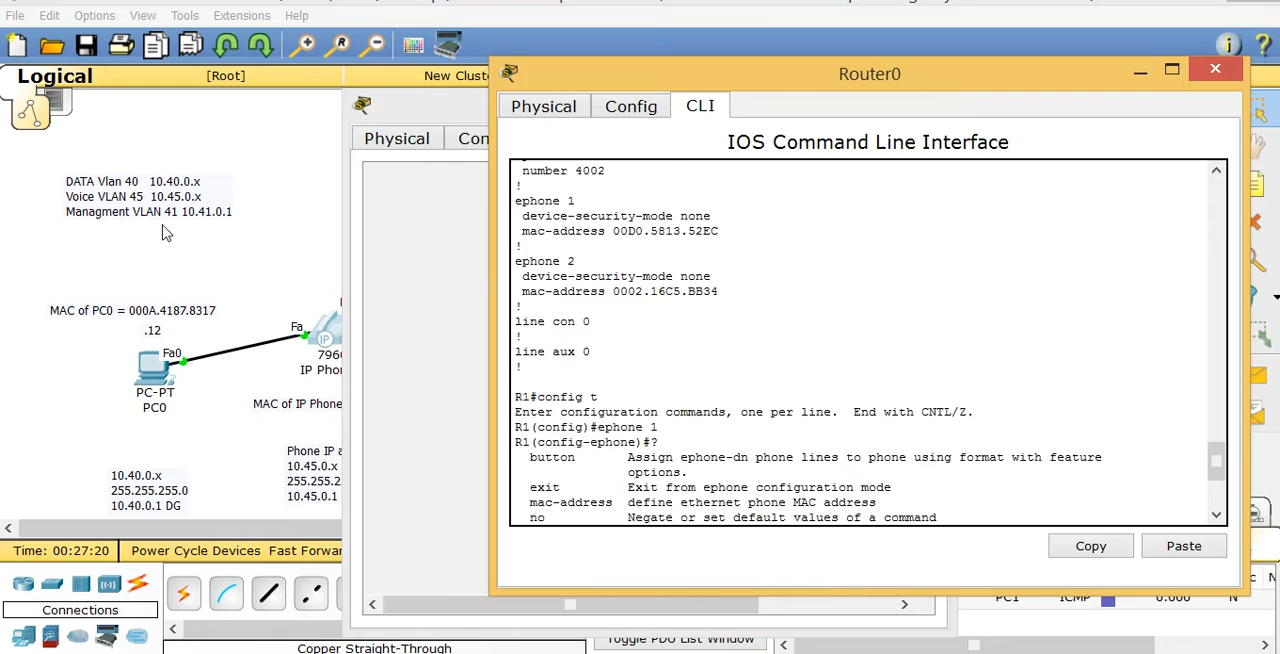 File Edit Options View Tools Extensions Help
Logical [Root] New Cluste
Router0
Physical Config CLI
Physical Con
IOS Command Line Interface
DATA Vlan 40 10.40.0.x
Voice VLAN 45 10.45.0.x
Managment VLAN 41 10.41.0.1
MAC of PC0 = 000A.4187.8317
.12
Fa0
Fa
PC-PT
PC0
IP
796
IP Phon
MAC of IP Phone
Phone IP a
10.45.0.x
255.255.2
10.45.0.1
10.40.0.x
255.255.255.0
10.40.0.1 DG
number 4002
!
ephone 1
device-security-mode none
mac-address 00D0.5813.52EC
!
ephone 2
device-security-mode none
mac-address 0002.16C5.BB34
!
line con 0
!
line aux 0
!
R1#config t
Enter configuration commands, one per line. End with CNTL/Z.
R1(config)#ephone 1
R1(config-ephone)#?
button Assign ephone-dn phone lines to phone using format with feature
options.
exit Exit from ephone configuration mode
mac-address define ethernet phone MAC address
no Negate or set default values of a command
Copy Paste
Time: 00:27:20 Power Cycle Devices Fast Forwar
Connections
Copper Straight-Through
Toggle PDU List Window
PC1 ICMP 0.000 N